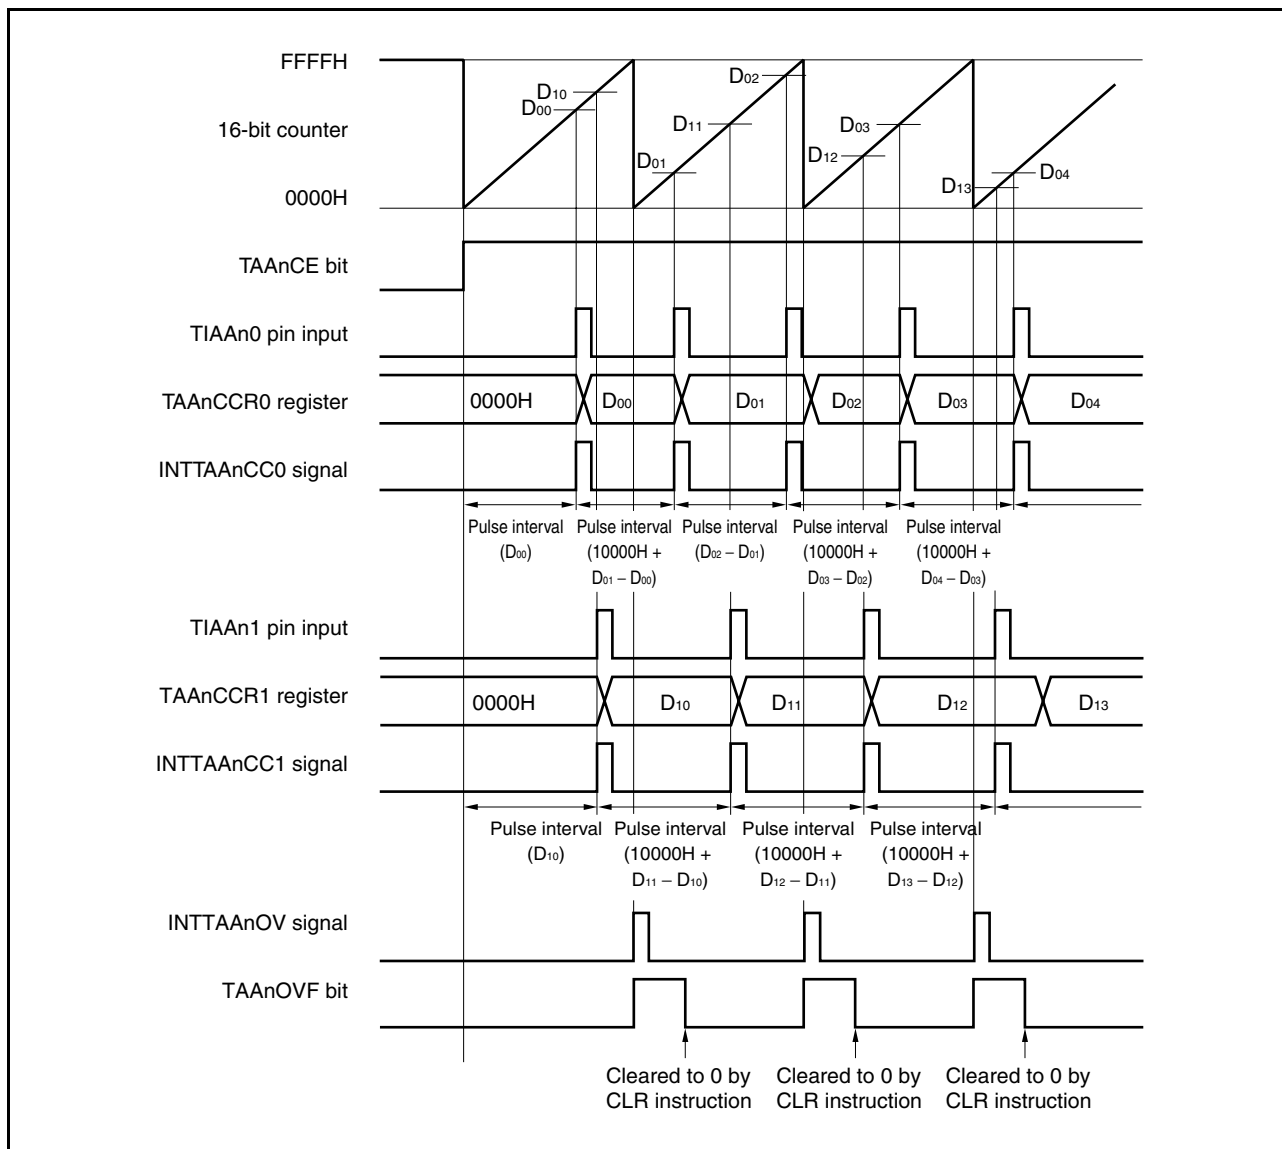 FFFFH
D10
D00
D02
16-bit counter
D11
D03
D12
D01
D13
D04
0000H
TAAnCE bit
TIAAn0 pin input
TAAnCCR0 register
0000H
D00
D01
D02
D03
D04
INTTAAnCC0 signal
Pulse interval
(D00)
Pulse interval
(10000H +
D01 – D00)
Pulse interval
(D02 – D01)
Pulse interval
(10000H +
D03 – D02)
Pulse interval
(10000H +
D04 – D03)
TIAAn1 pin input
TAAnCCR1 register
0000H
D10
D11
D12
D13
INTTAAnCC1 signal
Pulse interval
(D10)
Pulse interval
(10000H +
D11 – D10)
Pulse interval
(10000H +
D12 – D11)
Pulse interval
(10000H +
D13 – D12)
INTTAAnOV signal
TAAnOVF bit
Cleared to 0 by
CLR instruction
Cleared to 0 by
CLR instruction
Cleared to 0 by
CLR instruction